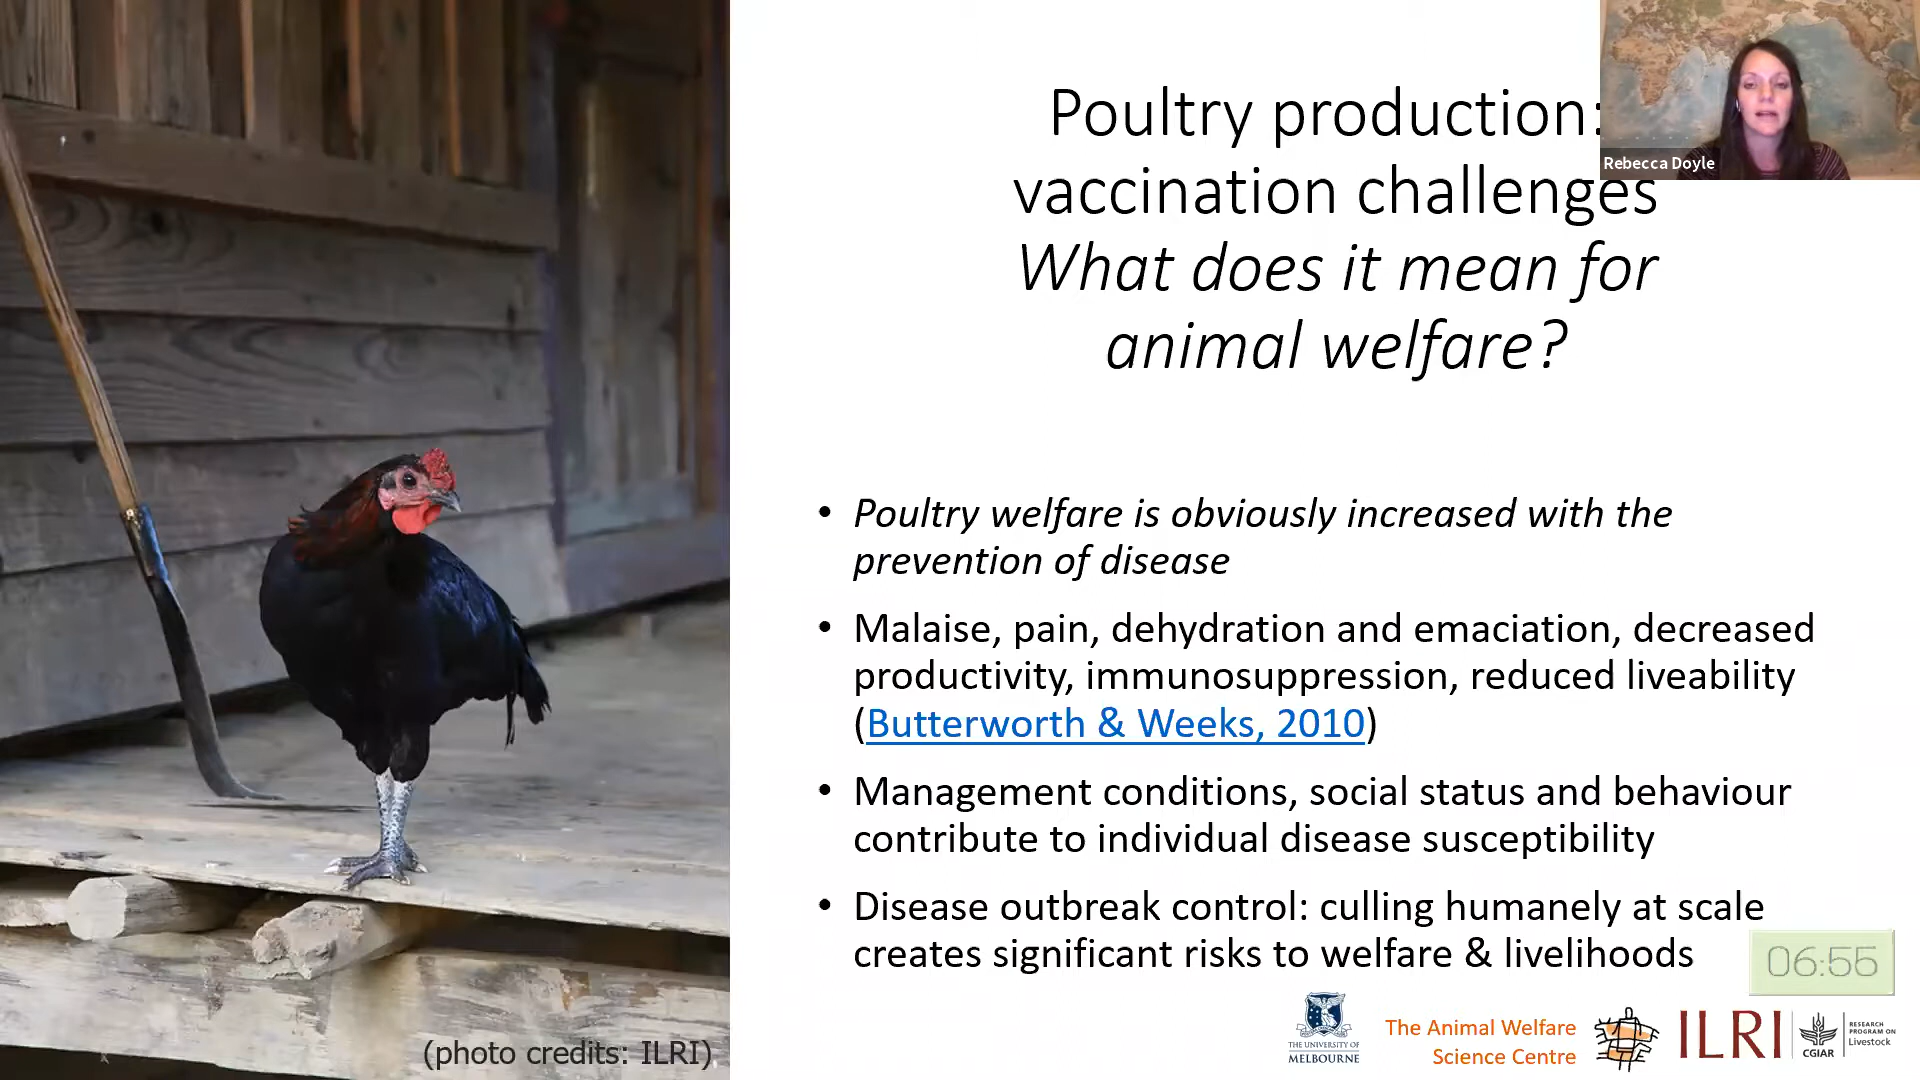 Poultry production:
vaccination challenges
What does it mean for
animal welfare?
Rebecca Doyle
• Poultry welfare is obviously increased with the
prevention of disease
• Malaise, pain, dehydration and emaciation, decreased
productivity, immunosuppression, reduced liveability
(Butterworth & Weeks, 2010)
• Management conditions, social status and behaviour
contribute to individual disease susceptibility
• Disease outbreak control: culling humanely at scale
creates significant risks to welfare & livelihoods
06:55
(photo credits: ILRI)
THE UNIVERSITY OF
MELBOURNE
The Animal Welfare
Science Centre
ILRI
CGIAR
RESEARCH
PROGRAM ON
Livestock